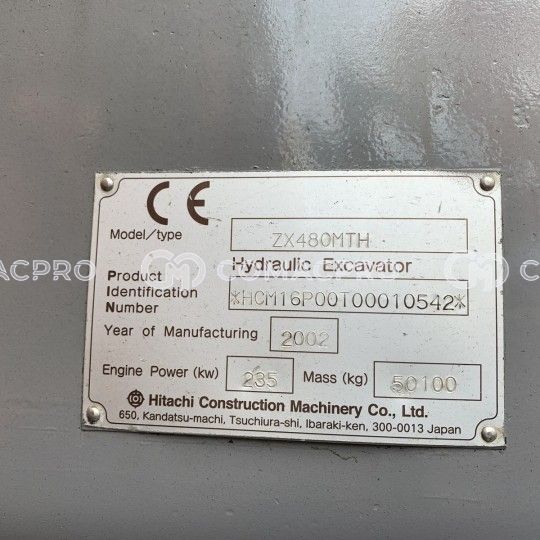 CE
Model/type ZX480MTH
Hydraulic Excavator
Product
Identification
Number *HCM16P00T00010542*
Year of Manufacturing 2002
Engine Power (kw) 235 Mass (kg) 50100
Hitachi Construction Machinery Co., Ltd.
650, Kandatsu-machi, Tsuchiura-shi, Ibaraki-ken, 300-0013 Japan
COMACPRO